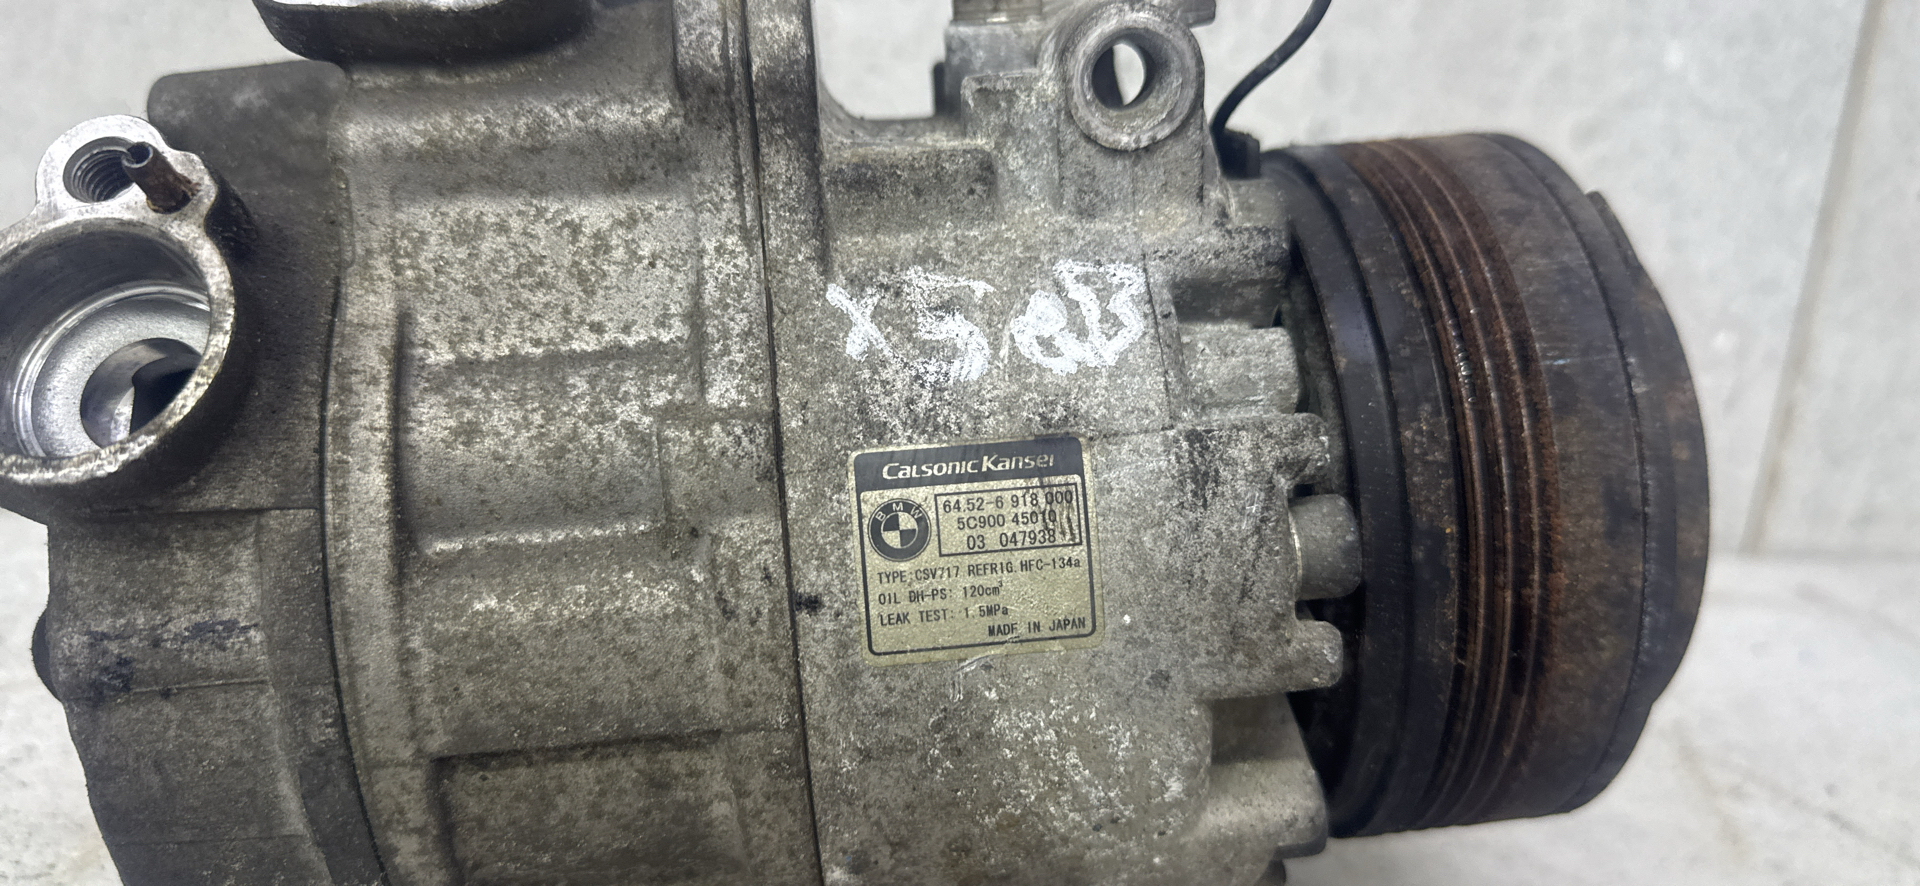 X5 e53
Calsonic Kansei
BMW
64.52-6 918 000
5C900 45010
03 047938
TYPE:CSV717 REFRIG.HFC-134a
OIL DH-PS: 120cm³
LEAK TEST: 1.5MPa
MADE IN JAPAN